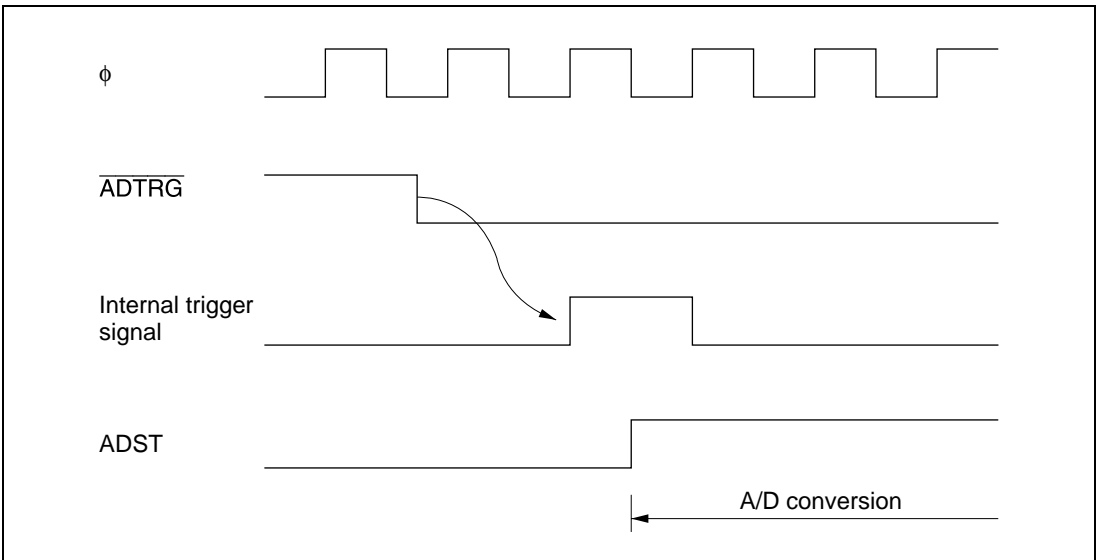 ϕ
ADTRG
Internal trigger
signal
ADST
A/D conversion